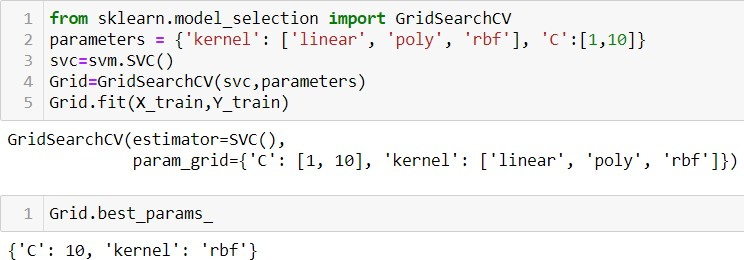 1 from sklearn.model_selection import GridSearchCV
2 parameters = {'kernel': ['linear', 'poly', 'rbf'], 'C':[1,10]}
3 svc=svm.SVC()
4 Grid=GridSearchCV(svc,parameters)
5 Grid.fit(X_train,Y_train)
GridSearchCV(estimator=SVC(),
             param_grid={'C': [1, 10], 'kernel': ['linear', 'poly', 'rbf']})
1 Grid.best_params_
{'C': 10, 'kernel': 'rbf'}